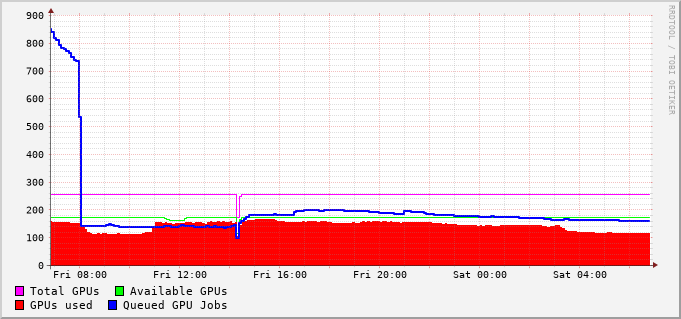 900
800
700
600
500
400
300
200
100
0
Fri 08:00 Fri 12:00 Fri 16:00 Fri 20:00 Sat 00:00 Sat 04:00
Total GPUs Available GPUs
GPUs used Queued GPU Jobs
RRDTOOL / TOBI OETIKER